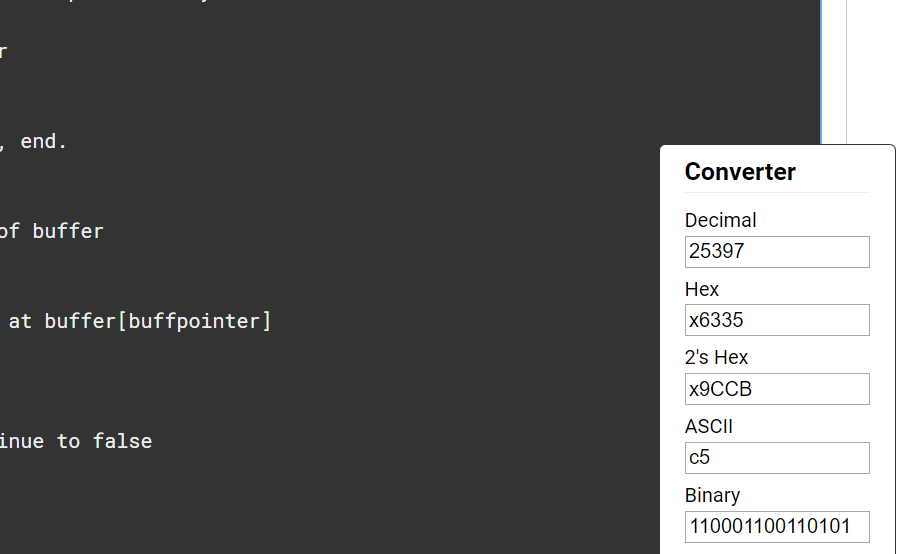 r
, end.
of buffer
at buffer[buffpointer]
inue to false
Converter
Decimal
25397
Hex
x6335
2's Hex
x9CCB
ASCII
c5
Binary
110001100110101